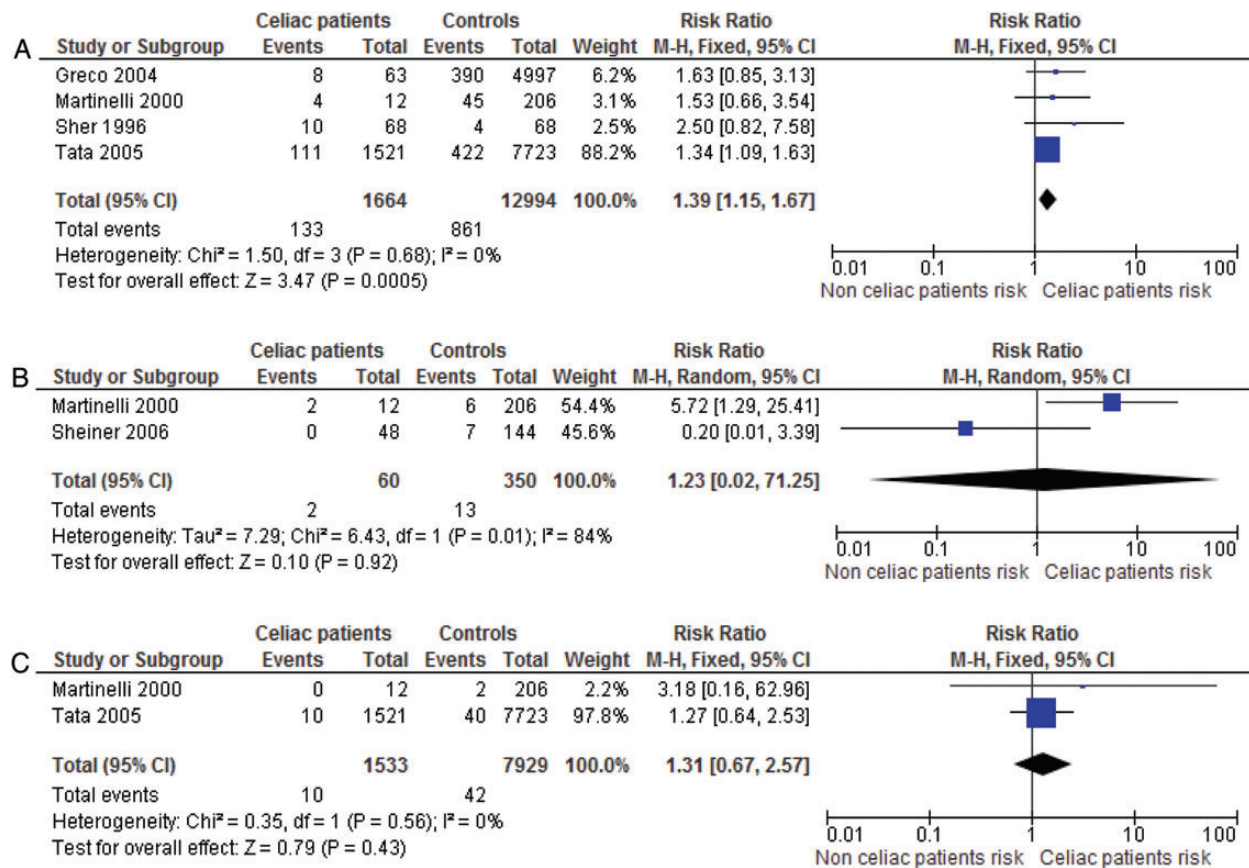 Celiac patients Controls Risk Ratio Risk Ratio
A Study or Subgroup Events Total Events Total Weight M-H, Fixed, 95% CI M-H, Fixed, 95% CI
Greco 2004 8 63 390 4997 6.2% 1.63 [0.85, 3.13]
Martinelli 2000 4 12 45 206 3.1% 1.53 [0.66, 3.54]
Sher 1996 10 68 4 68 2.5% 2.50 [0.82, 7.58]
Tata 2005 111 1521 422 7723 88.2% 1.34 [1.09, 1.63]
Total (95% CI) 1664 12994 100.0% 1.39 [1.15, 1.67]
Total events 133 861
Heterogeneity: Chi² = 1.50, df = 3 (P = 0.68); I² = 0%
Test for overall effect: Z = 3.47 (P = 0.0005)
0.01 0.1 1 10 100
Non celiac patients risk Celiac patients risk
Celiac patients Controls Risk Ratio Risk Ratio
B Study or Subgroup Events Total Events Total Weight M-H, Random, 95% CI M-H, Random, 95% CI
Martinelli 2000 2 12 6 206 54.4% 5.72 [1.29, 25.41]
Sheiner 2006 0 48 7 144 45.6% 0.20 [0.01, 3.39]
Total (95% CI) 60 350 100.0% 1.23 [0.02, 71.25]
Total events 2 13
Heterogeneity: Tau² = 7.29; Chi² = 6.43, df = 1 (P = 0.01); I² = 84%
Test for overall effect: Z = 0.10 (P = 0.92)
0.01 0.1 1 10 100
Non celiac patients risk Celiac patients risk
Celiac patients Controls Risk Ratio Risk Ratio
C Study or Subgroup Events Total Events Total Weight M-H, Fixed, 95% CI M-H, Fixed, 95% CI
Martinelli 2000 0 12 2 206 2.2% 3.18 [0.16, 62.96]
Tata 2005 10 1521 40 7723 97.8% 1.27 [0.64, 2.53]
Total (95% CI) 1533 7929 100.0% 1.31 [0.67, 2.57]
Total events 10 42
Heterogeneity: Chi² = 0.35, df = 1 (P = 0.56); I² = 0%
Test for overall effect: Z = 0.79 (P = 0.43)
0.01 0.1 1 10 100
Non celiac patients risk Celiac patients risk